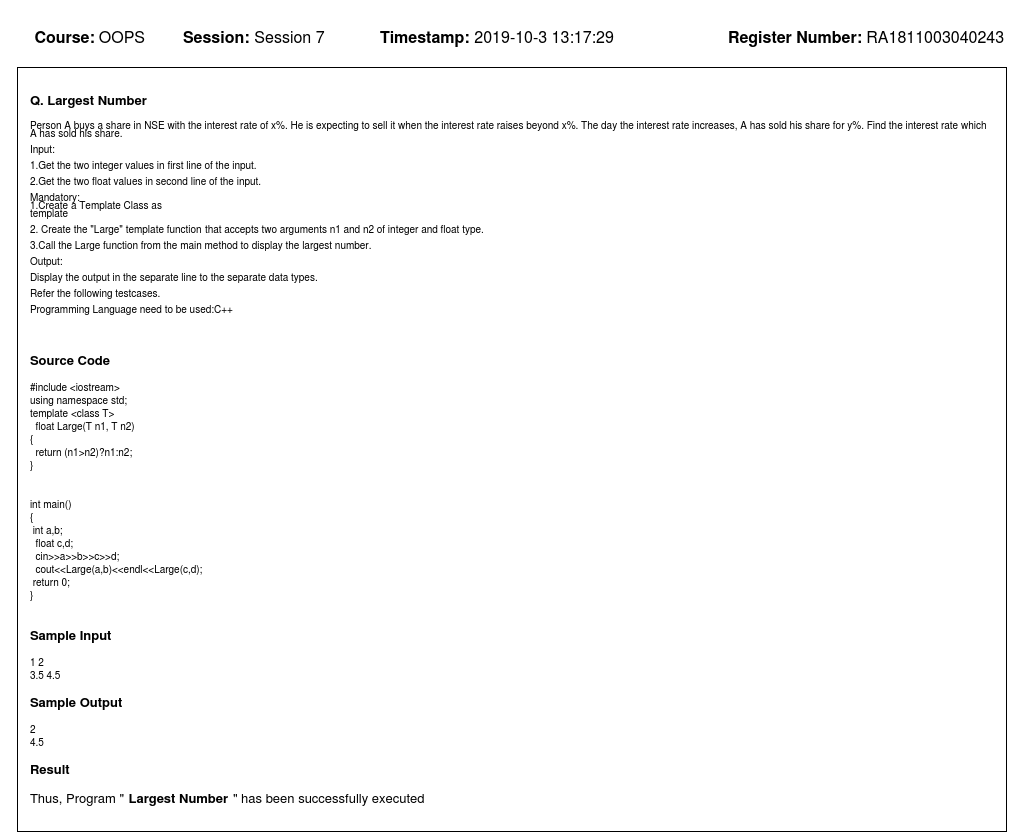 Course: OOPS Session: Session 7 Timestamp: 2019-10-3 13:17:29 Register Number: RA1811003040243
Q. Largest Number
Person A buys a share in NSE with the interest rate of x%. He is expecting to sell it when the interest rate raises beyond x%. The day the interest rate increases, A has sold his share for y%. Find the interest rate which
A has sold his share.
Input:
1.Get the two integer values in first line of the input.
2.Get the two float values in second line of the input.
Mandatory:
1.Create a Template Class as
template
2. Create the "Large" template function that accepts two arguments n1 and n2 of integer and float type.
3.Call the Large function from the main method to display the largest number.
Output:
Display the output in the separate line to the separate data types.
Refer the following testcases.
Programming Language need to be used:C++
Source Code
#include <iostream>
using namespace std;
template <class T>
float Large(T n1, T n2)
{
return (n1>n2)?n1:n2;
}
int main()
{
int a,b;
float c,d;
cin>>a>>b>>c>>d;
cout<<Large(a,b)<<endl<<Large(c,d);
return 0;
}
Sample Input
1 2
3.5 4.5
Sample Output
2
4.5
Result
Thus, Program " Largest Number " has been successfully executed